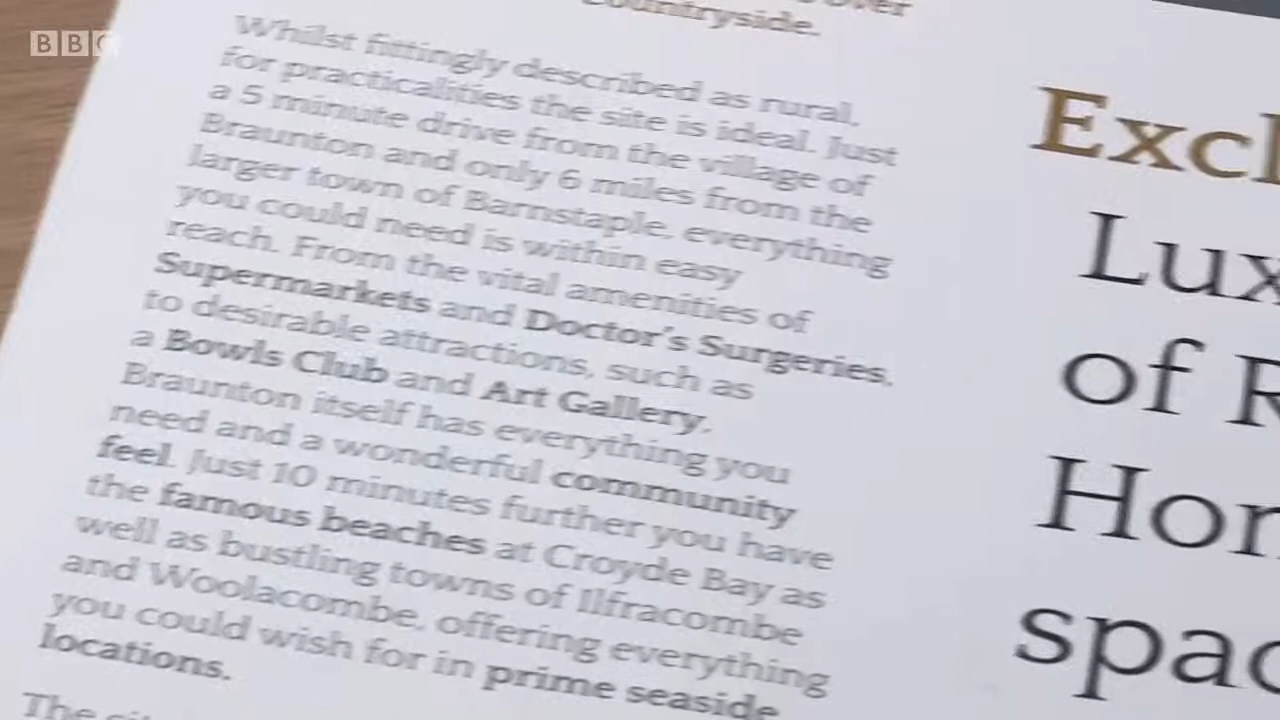 BBC
Countryside.
Whilst fittingly described as rural,
for practicalities the site is ideal. Just
a 5 minute drive from the village of
Braunton and only 6 miles from the
larger town of Barnstaple, everything
you could need is within easy
reach. From the vital amenities of
Supermarkets and Doctor's Surgeries,
to desirable attractions, such as
a Bowls Club and Art Gallery,
Braunton itself has everything you
need and a wonderful community
feel. Just 10 minutes further you have
the famous beaches at Croyde Bay as
well as bustling towns of Ilfracombe
and Woolacombe, offering everything
you could wish for in prime seaside
locations.
The
Excl
Lux
of R
Hon
spac